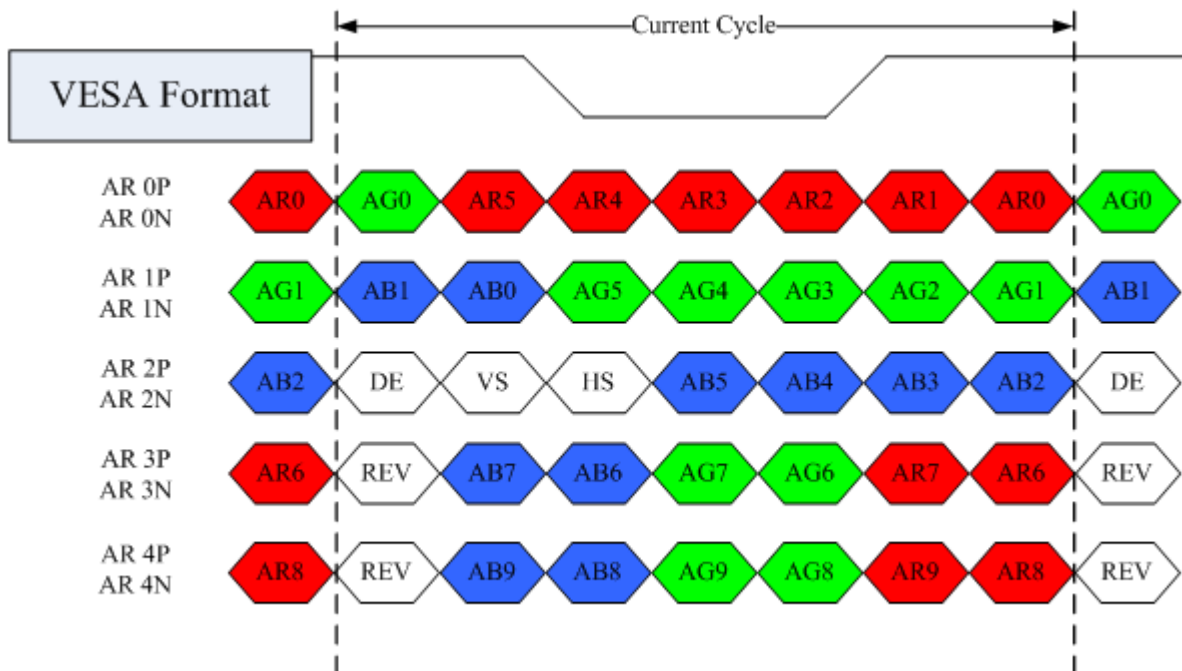 Current Cycle
VESA Format
AR 0P
AR 0N
AR0 AG0 AR5 AR4 AR3 AR2 AR1 AR0 AG0
AR 1P
AR 1N
AG1 AB1 AB0 AG5 AG4 AG3 AG2 AG1 AB1
AR 2P
AR 2N
AB2 DE VS HS AB5 AB4 AB3 AB2 DE
AR 3P
AR 3N
AR6 REV AB7 AB6 AG7 AG6 AR7 AR6 REV
AR 4P
AR 4N
AR8 REV AB9 AB8 AG9 AG8 AR9 AR8 REV